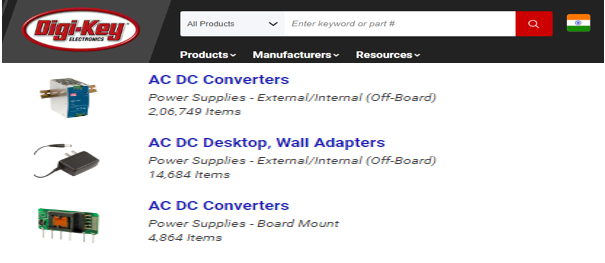 Digi-Key
ELECTRONICS
All Products
Enter keyword or part #
Products
Manufacturers
Resources
AC DC Converters
Power Supplies - External/Internal (Off-Board)
2,06,749 Items
AC DC Desktop, Wall Adapters
Power Supplies - External/Internal (Off-Board)
14,684 Items
AC DC Converters
Power Supplies - Board Mount
4,864 Items